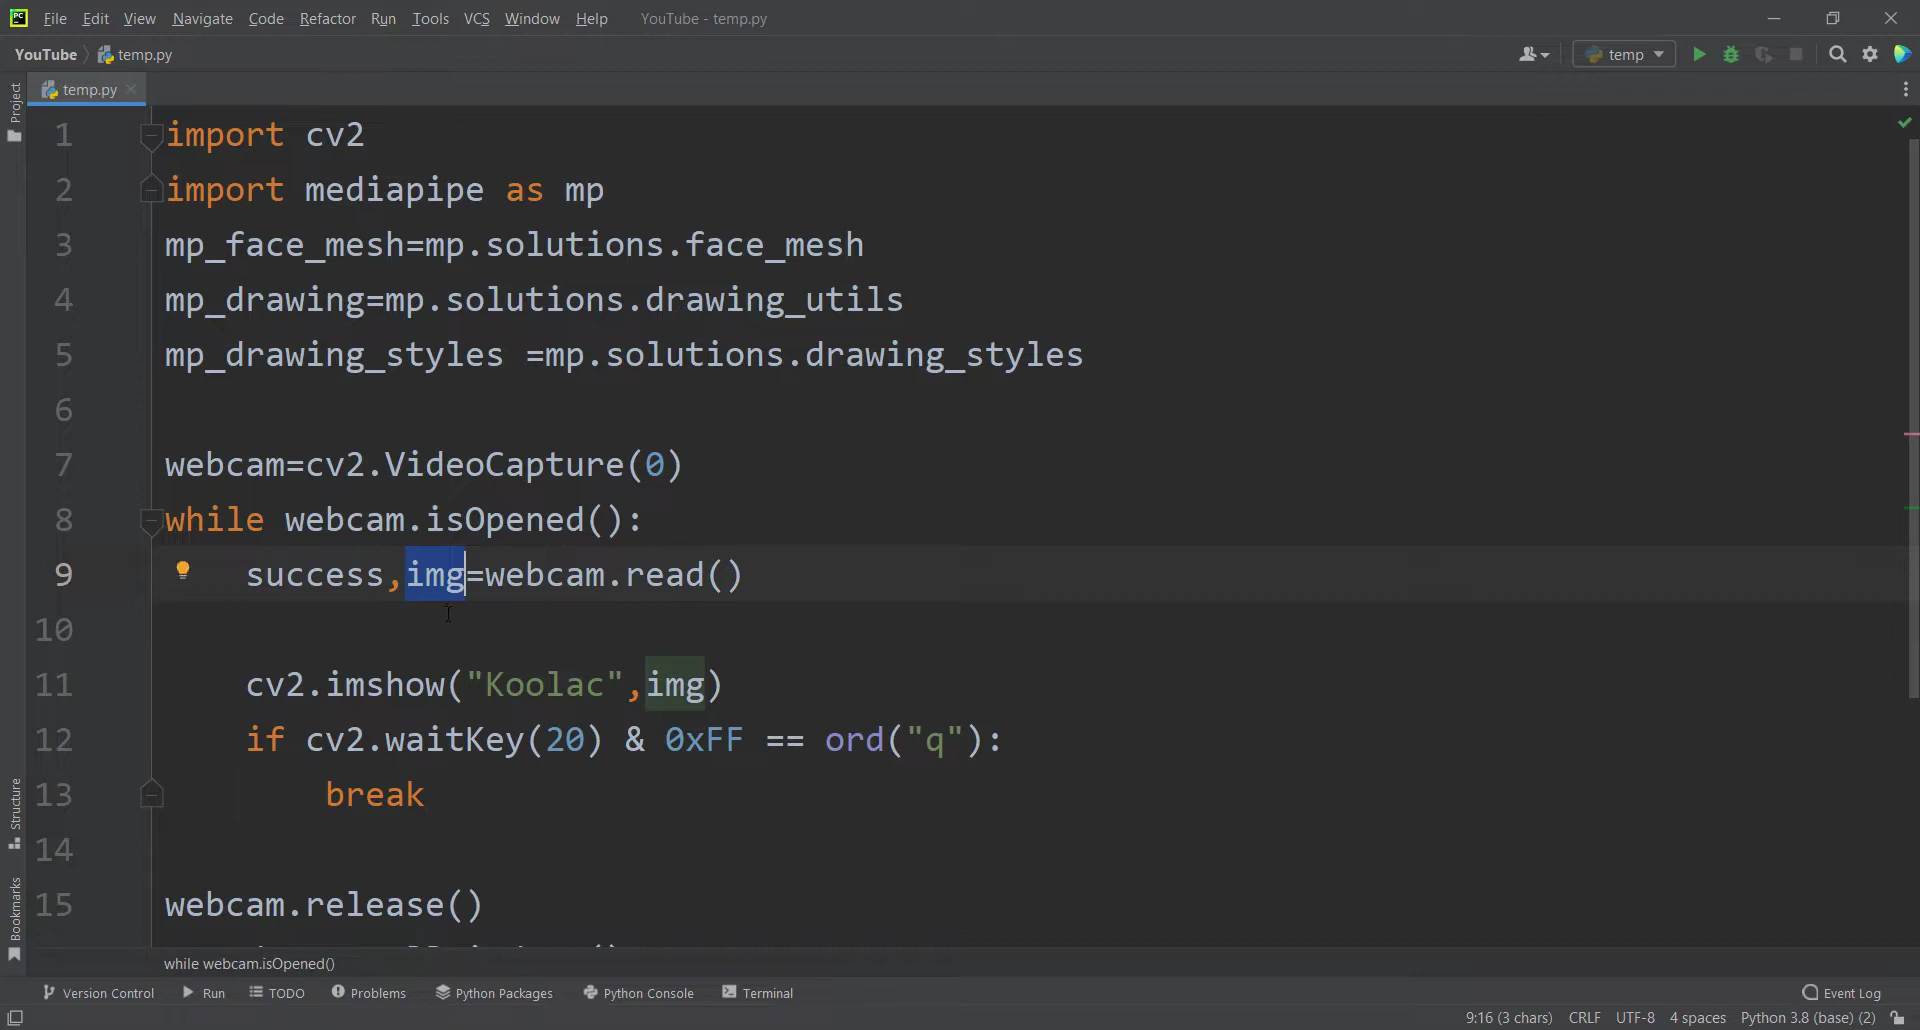 PC File Edit View Navigate Code Refactor Run Tools VCS Window Help YouTube - temp.py
YouTube temp.py temp
temp.py
Project
1 import cv2
2 import mediapipe as mp
3 mp_face_mesh=mp.solutions.face_mesh
4 mp_drawing=mp.solutions.drawing_utils
5 mp_drawing_styles =mp.solutions.drawing_styles
6
7 webcam=cv2.VideoCapture(0)
8 while webcam.isOpened():
9 success,img=webcam.read()
10
11 cv2.imshow("Koolac",img)
12 if cv2.waitKey(20) & 0xFF == ord("q"):
13 break
14
15 webcam.release()
Structure
Bookmarks
while webcam.isOpened()
Version Control Run TODO Problems Python Packages Python Console Terminal Event Log
9:16 (3 chars) CRLF UTF-8 4 spaces Python 3.8 (base) (2)